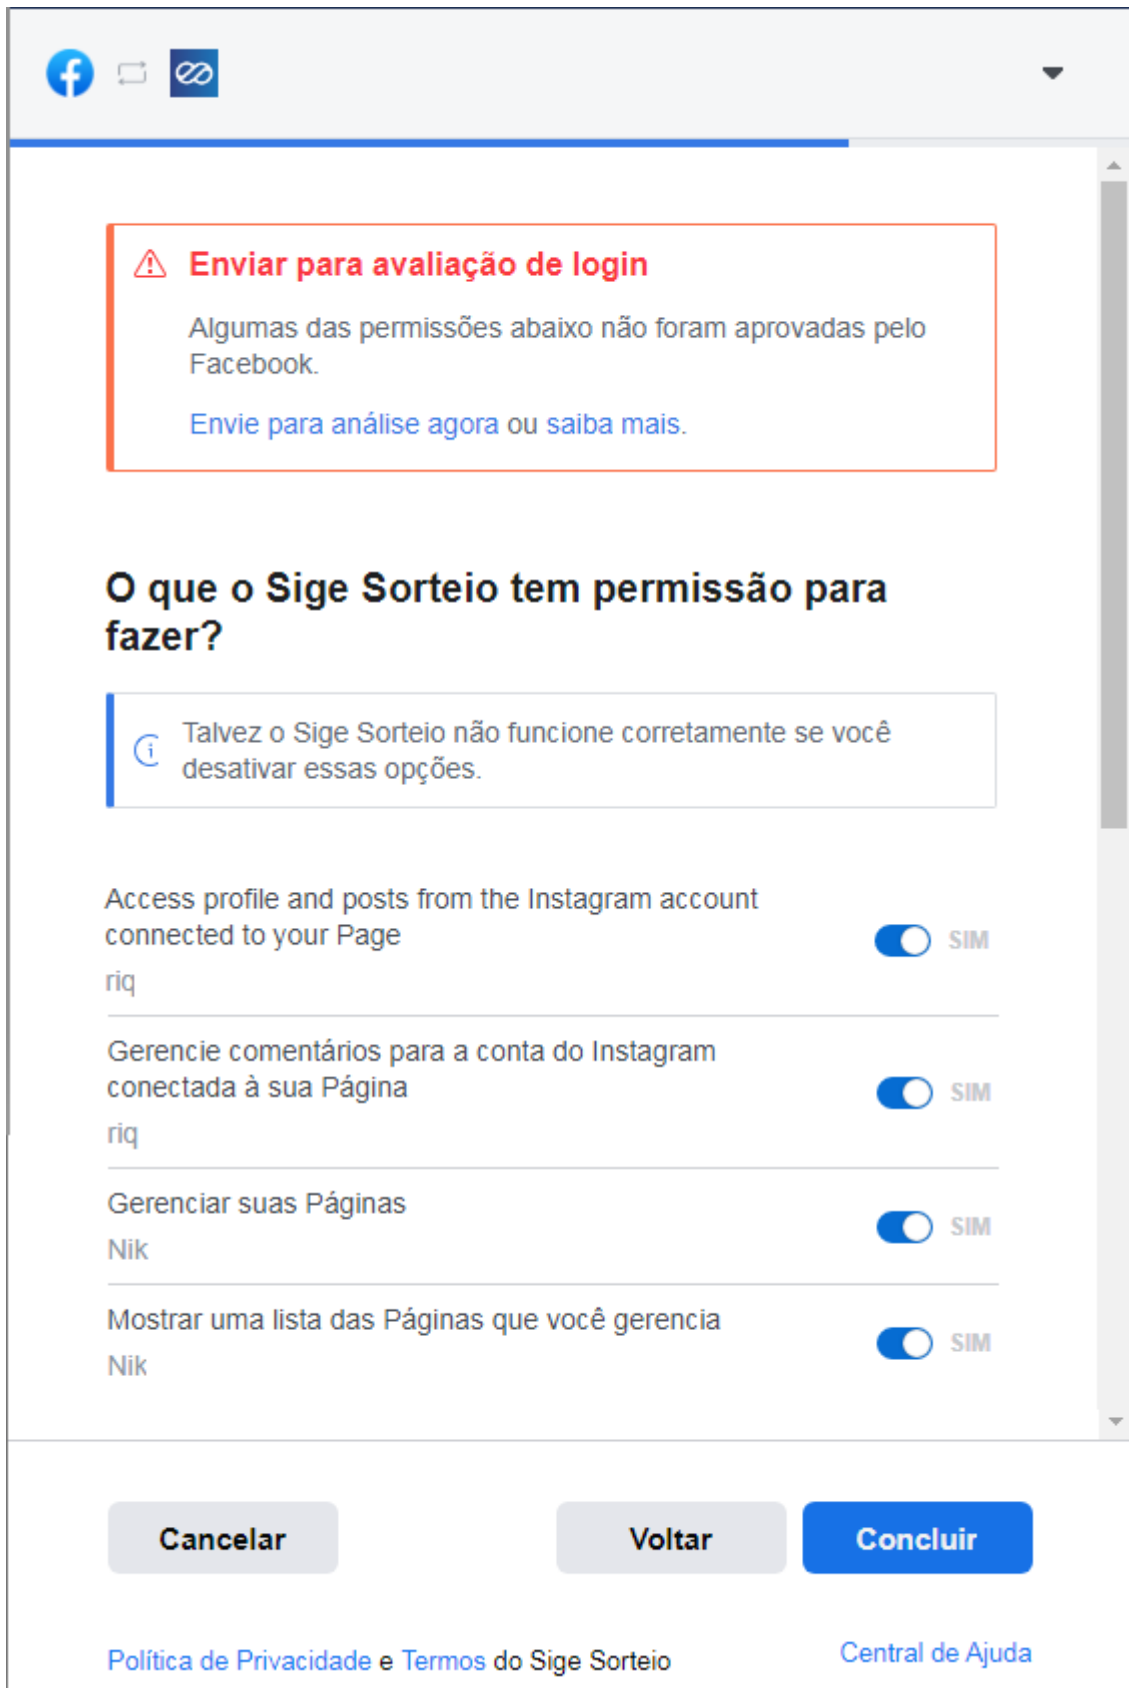 Enviar para avaliação de login
Algumas das permissões abaixo não foram aprovadas pelo
Facebook.
Envie para análise agora ou saiba mais.
O que o Sige Sorteio tem permissão para
fazer?
Talvez o Sige Sorteio não funcione corretamente se você
desativar essas opções.
Access profile and posts from the Instagram account
connected to your Page
SIM
riq
Gerencie comentários para a conta do Instagram
conectada à sua Página
SIM
riq
Gerenciar suas Páginas
SIM
Nik
Mostrar uma lista das Páginas que você gerencia
SIM
Nik
Cancelar
Voltar
Concluir
Política de Privacidade e Termos do Sige Sorteio
Central de Ajuda